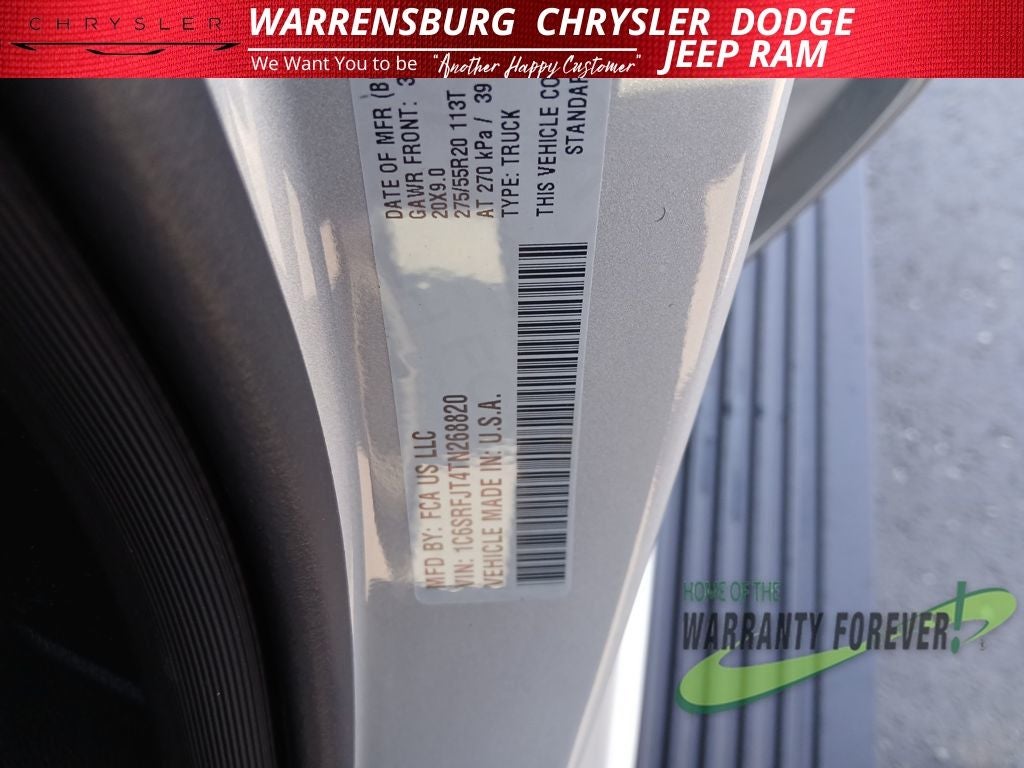 CHRYSLER
WARRENSBURG CHRYSLER DODGE
JEEP RAM
We Want You to be "Another Happy Customer"
DATE OF MFR
GAWR FRONT:
20X9.0
275/55R20 113T
AT 270 kPa / 39
TYPE: TRUCK
THIS VEHICLE
MFD BY: FCA US LLC
VIN: 1C6SRFJT4TN268820
VEHICLE MADE IN: U.S.A.
HOME OF THE
WARRANTY FOREVER!